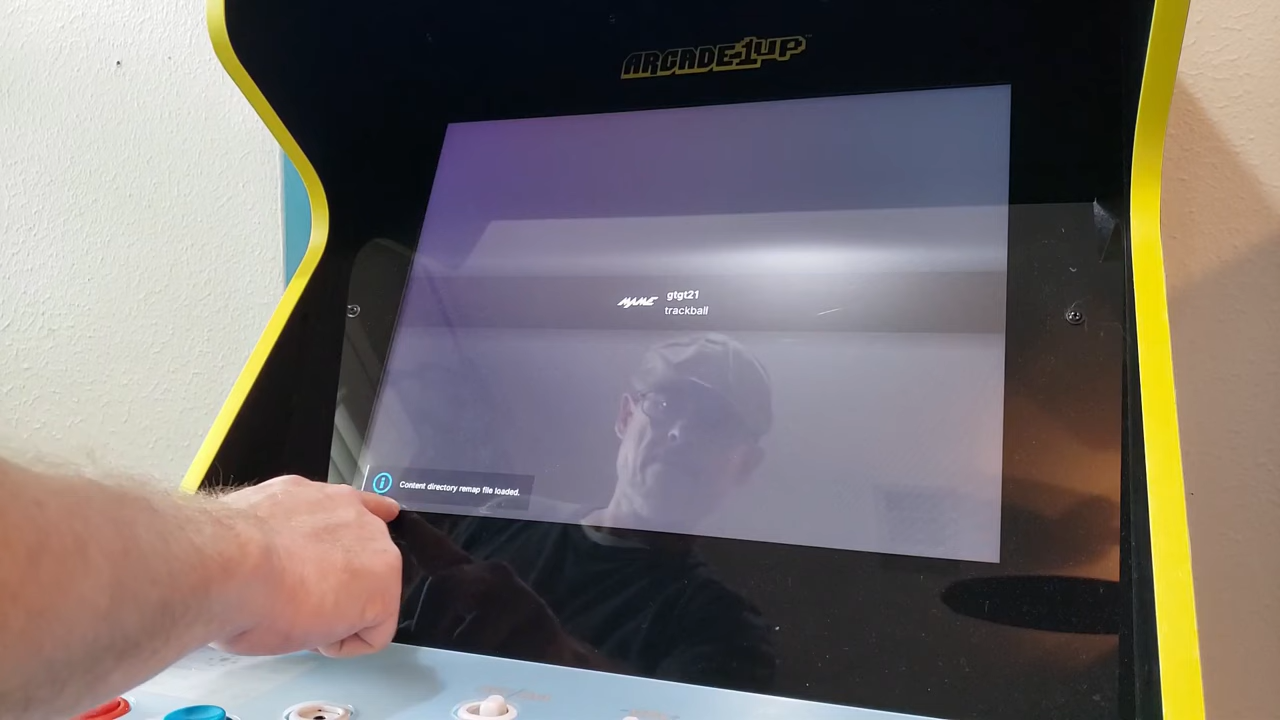 ARCADE1UP
MAME
gtgt21
trackball
Content directory remap file loaded.